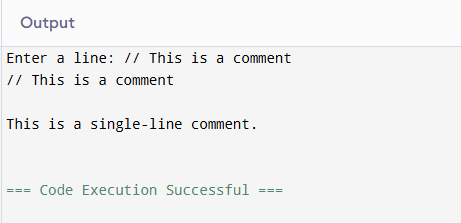 Output
Enter a line: // This is a comment
// This is a comment
This is a single-line comment.
=== Code Execution Successful ===